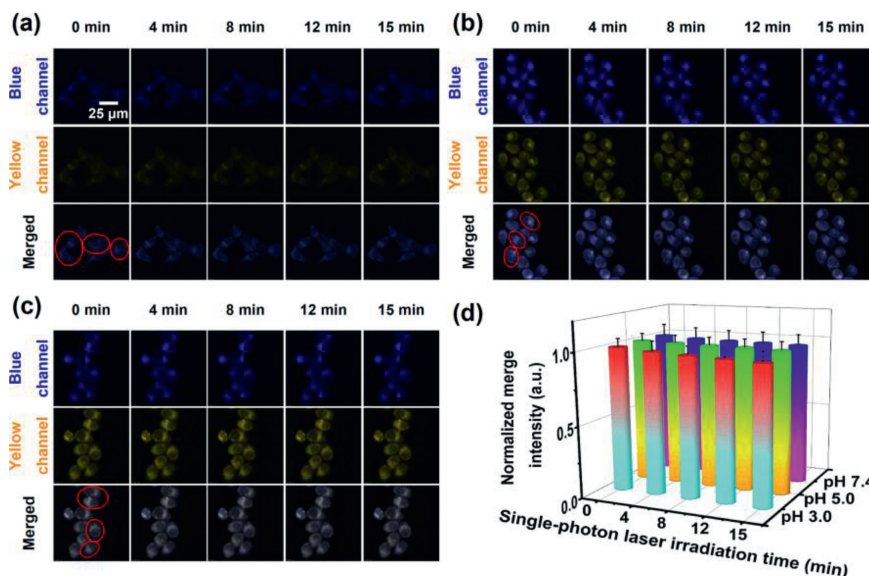 (a)
0 min 4 min 8 min 12 min 15 min
Blue
channel
25 µm
Yellow
channel
Merged
(b)
0 min 4 min 8 min 12 min 15 min
Blue
channel
Yellow
channel
Merged
(c)
0 min 4 min 8 min 12 min 15 min
Blue
channel
Yellow
channel
Merged
(d)
Normalized merge
intensity (a.u.)
1.0
0.5
0.0
0 4 8 12 15
Single-photon laser irradiation time (min)
pH 7.4
pH 5.0
pH 3.0